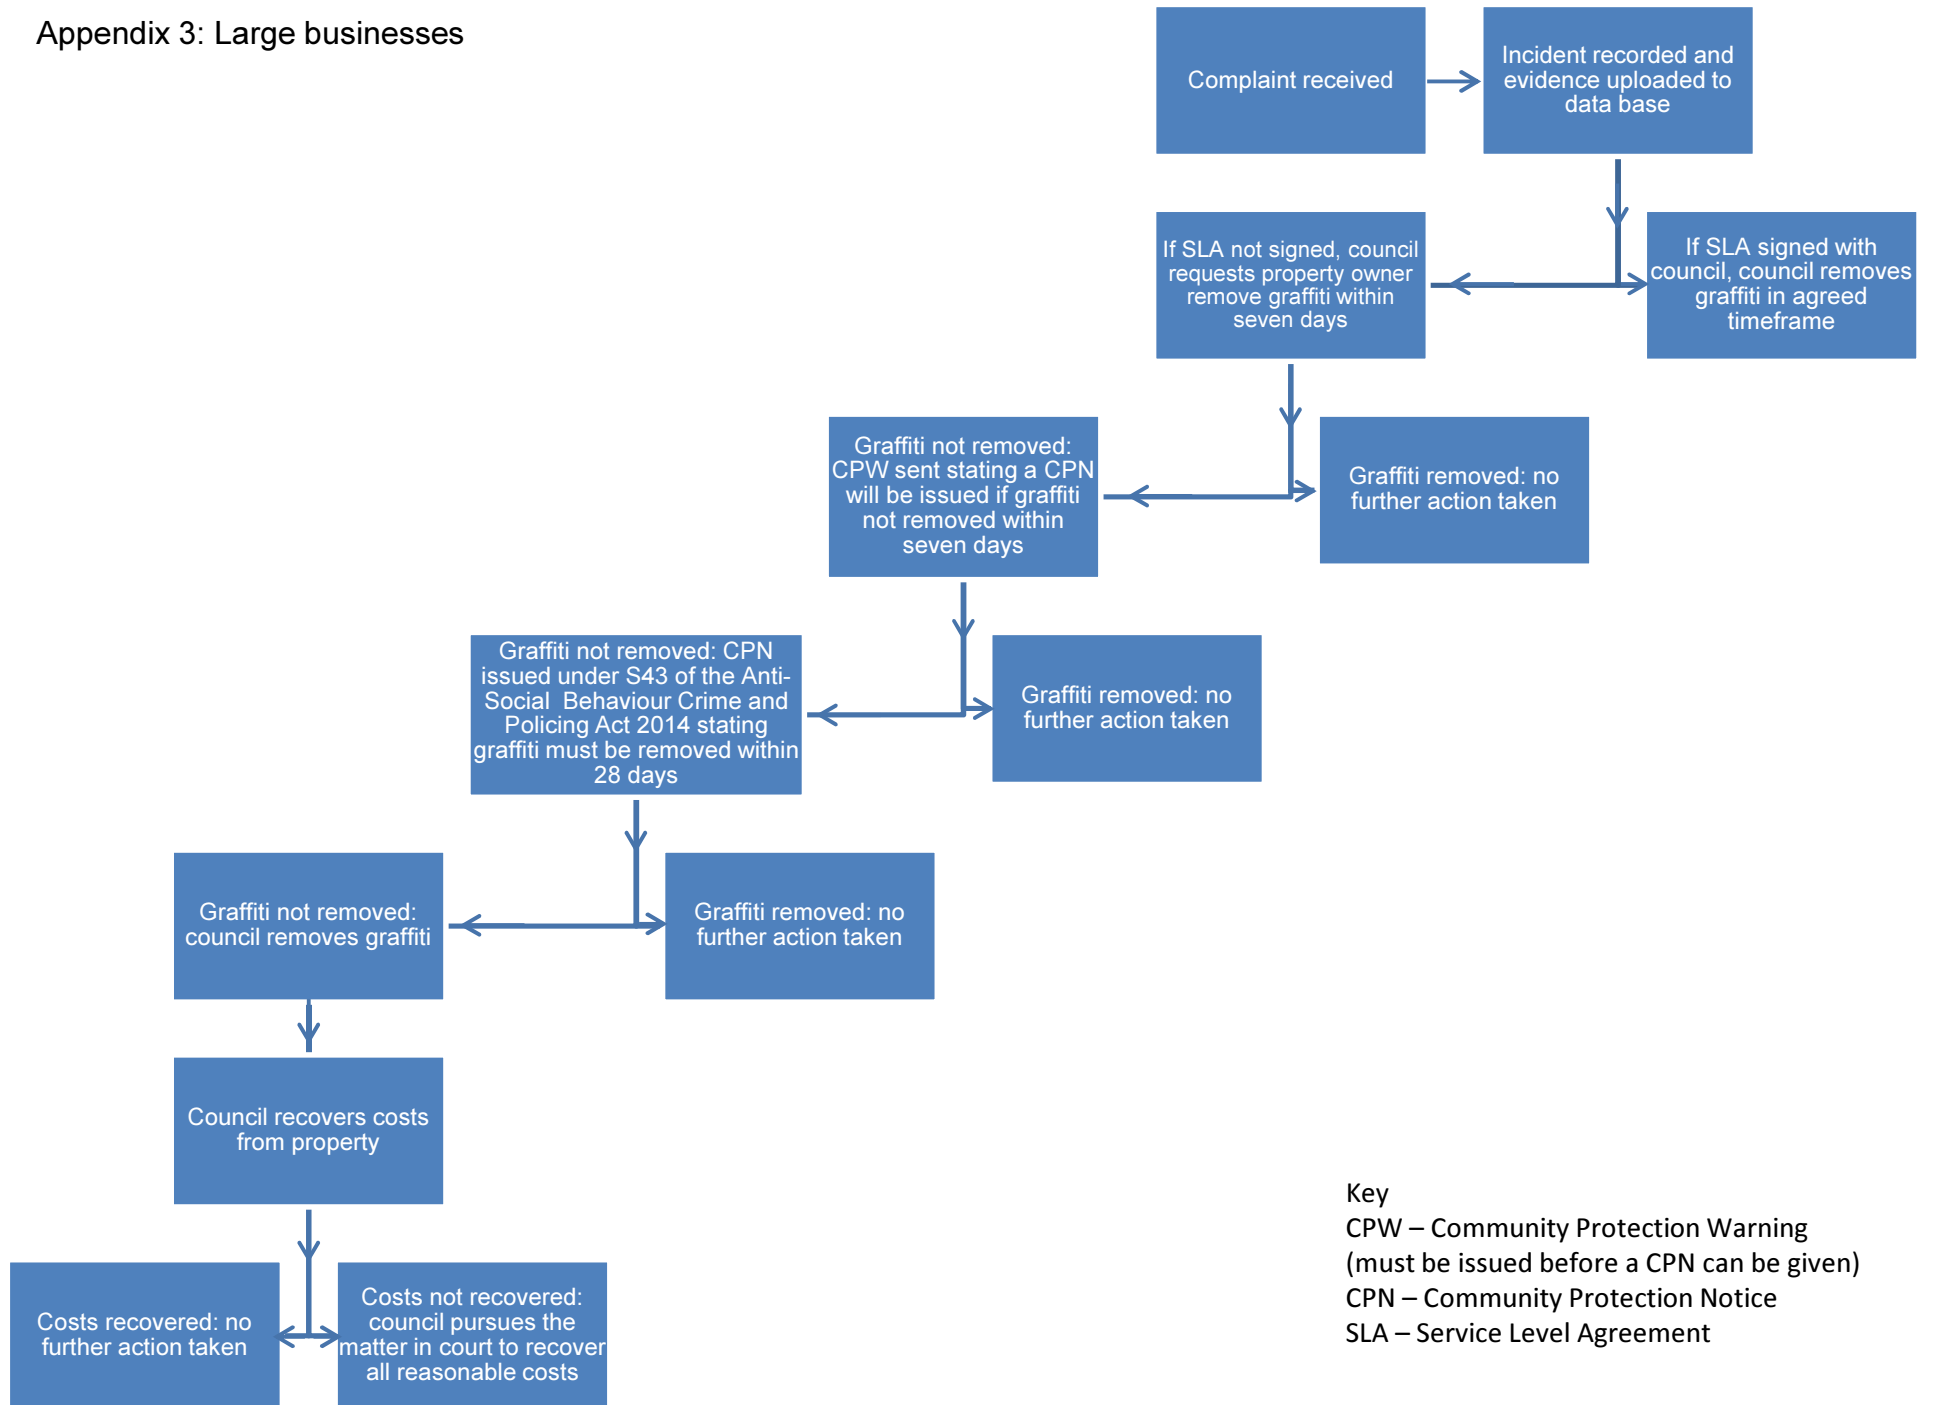 Appendix 3: Large businesses
Complaint received
Incident recorded and
evidence uploaded to
data base
If SLA not signed, council
requests property owner
remove graffiti within
seven days
If SLA signed with
council, council removes
graffiti in agreed
timeframe
Graffiti not removed:
CPW sent stating a CPN
will be issued if graffiti
not removed within
seven days
Graffiti removed: no
further action taken
Graffiti not removed: CPN
issued under S43 of the Anti-
Social  Behaviour Crime and
Policing Act 2014 stating
graffiti must be removed within
28 days
Graffiti removed: no
further action taken
Graffiti not removed:
council removes graffiti
Graffiti removed: no
further action taken
Council recovers costs
from property
Costs recovered: no
further action taken
Costs not recovered:
council pursues the
matter in court to recover
all reasonable costs
Key
CPW – Community Protection Warning
(must be issued before a CPN can be given)
CPN – Community Protection Notice
SLA – Service Level Agreement